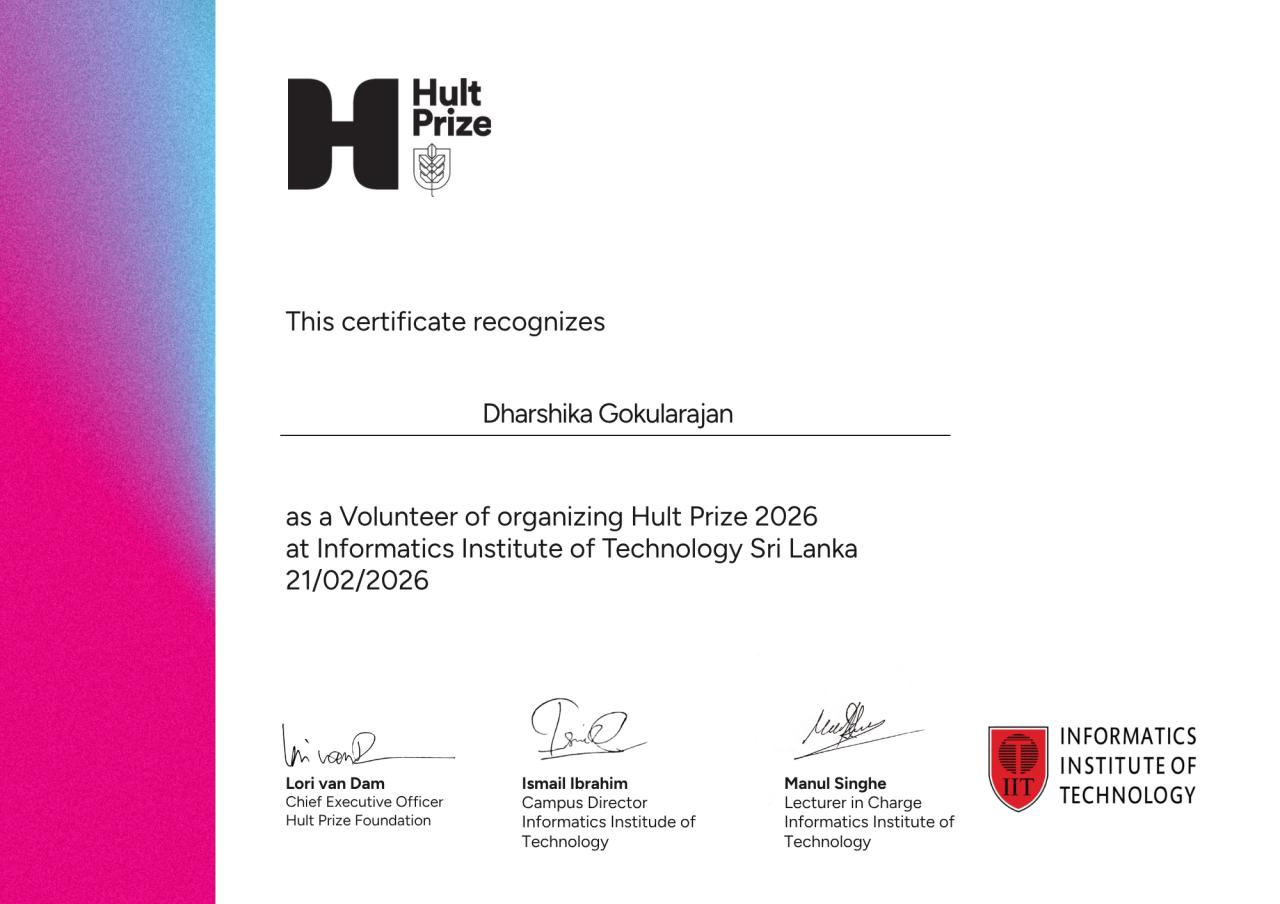 Hult
Prize
This certificate recognizes
Dharshika Gokularajan
as a Volunteer of organizing Hult Prize 2026
at Informatics Institute of Technology Sri Lanka
21/02/2026
Lori van Dam
Chief Executive Officer
Hult Prize Foundation
Ismail Ibrahim
Campus Director
Informatics Institude of
Technology
Manul Singhe
Lecturer in Charge
Informatics Institute of
Technology
IIT
INFORMATICS
INSTITUTE OF
TECHNOLOGY